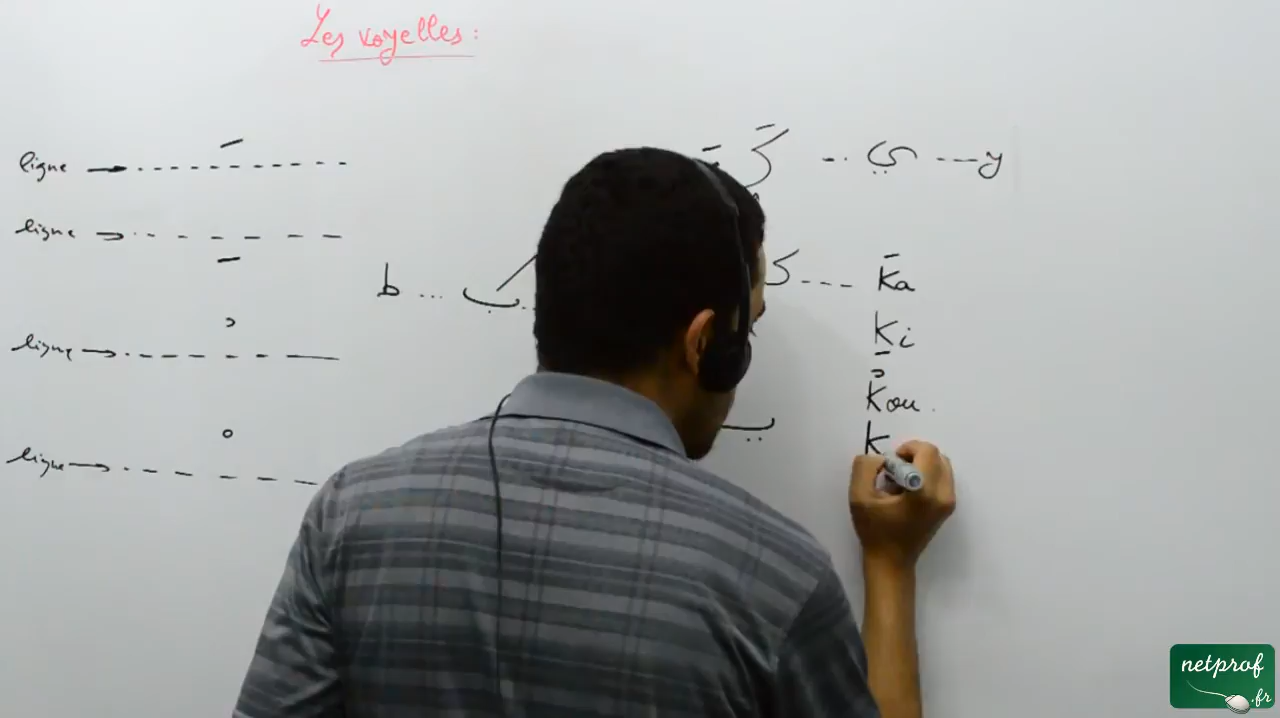 Les voyelles :
ligne
ي --- y
ligne
b ... ب
ك --- Ka
Ki
ligne
Kou.
K
ligne
netprof
.fr